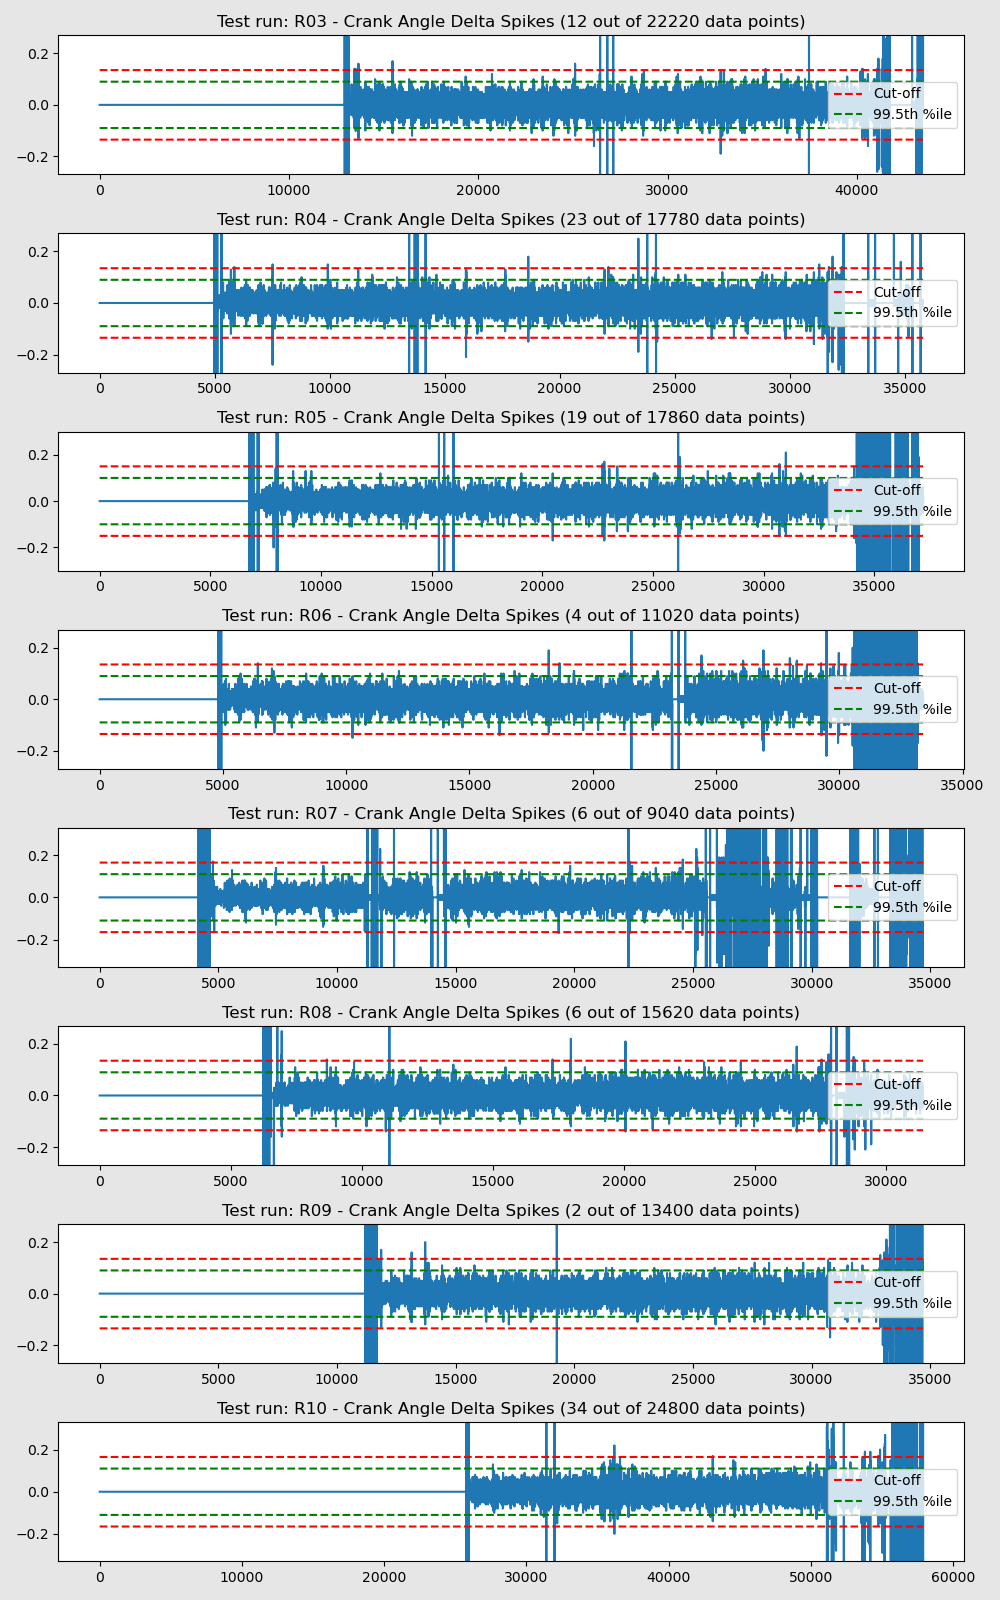 Test run: R03 - Crank Angle Delta Spikes (12 out of 22220 data points)
0.2
0.0
−0.2
Cut-off
99.5th %ile
0 10000 20000 30000 40000
Test run: R04 - Crank Angle Delta Spikes (23 out of 17780 data points)
0.2
0.0
−0.2
Cut-off
99.5th %ile
0 5000 10000 15000 20000 25000 30000 35000
Test run: R05 - Crank Angle Delta Spikes (19 out of 17860 data points)
0.2
0.0
−0.2
Cut-off
99.5th %ile
0 5000 10000 15000 20000 25000 30000 35000
Test run: R06 - Crank Angle Delta Spikes (4 out of 11020 data points)
0.2
0.0
−0.2
Cut-off
99.5th %ile
0 5000 10000 15000 20000 25000 30000 35000
Test run: R07 - Crank Angle Delta Spikes (6 out of 9040 data points)
0.2
0.0
−0.2
Cut-off
99.5th %ile
0 5000 10000 15000 20000 25000 30000 35000
Test run: R08 - Crank Angle Delta Spikes (6 out of 15620 data points)
0.2
0.0
−0.2
Cut-off
99.5th %ile
0 5000 10000 15000 20000 25000 30000
Test run: R09 - Crank Angle Delta Spikes (2 out of 13400 data points)
0.2
0.0
−0.2
Cut-off
99.5th %ile
0 5000 10000 15000 20000 25000 30000 35000
Test run: R10 - Crank Angle Delta Spikes (34 out of 24800 data points)
0.2
0.0
−0.2
Cut-off
99.5th %ile
0 10000 20000 30000 40000 50000 60000